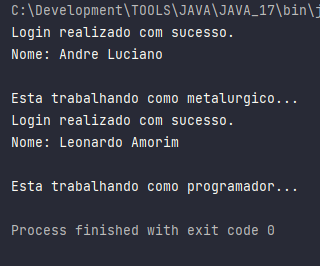 C:\Development\TOOLS\JAVA\JAVA_17\bin\j
Login realizado com sucesso.
Nome: Andre Luciano
Esta trabalhando como metalurgico...
Login realizado com sucesso.
Nome: Leonardo Amorim
Esta trabalhando como programador...
Process finished with exit code 0